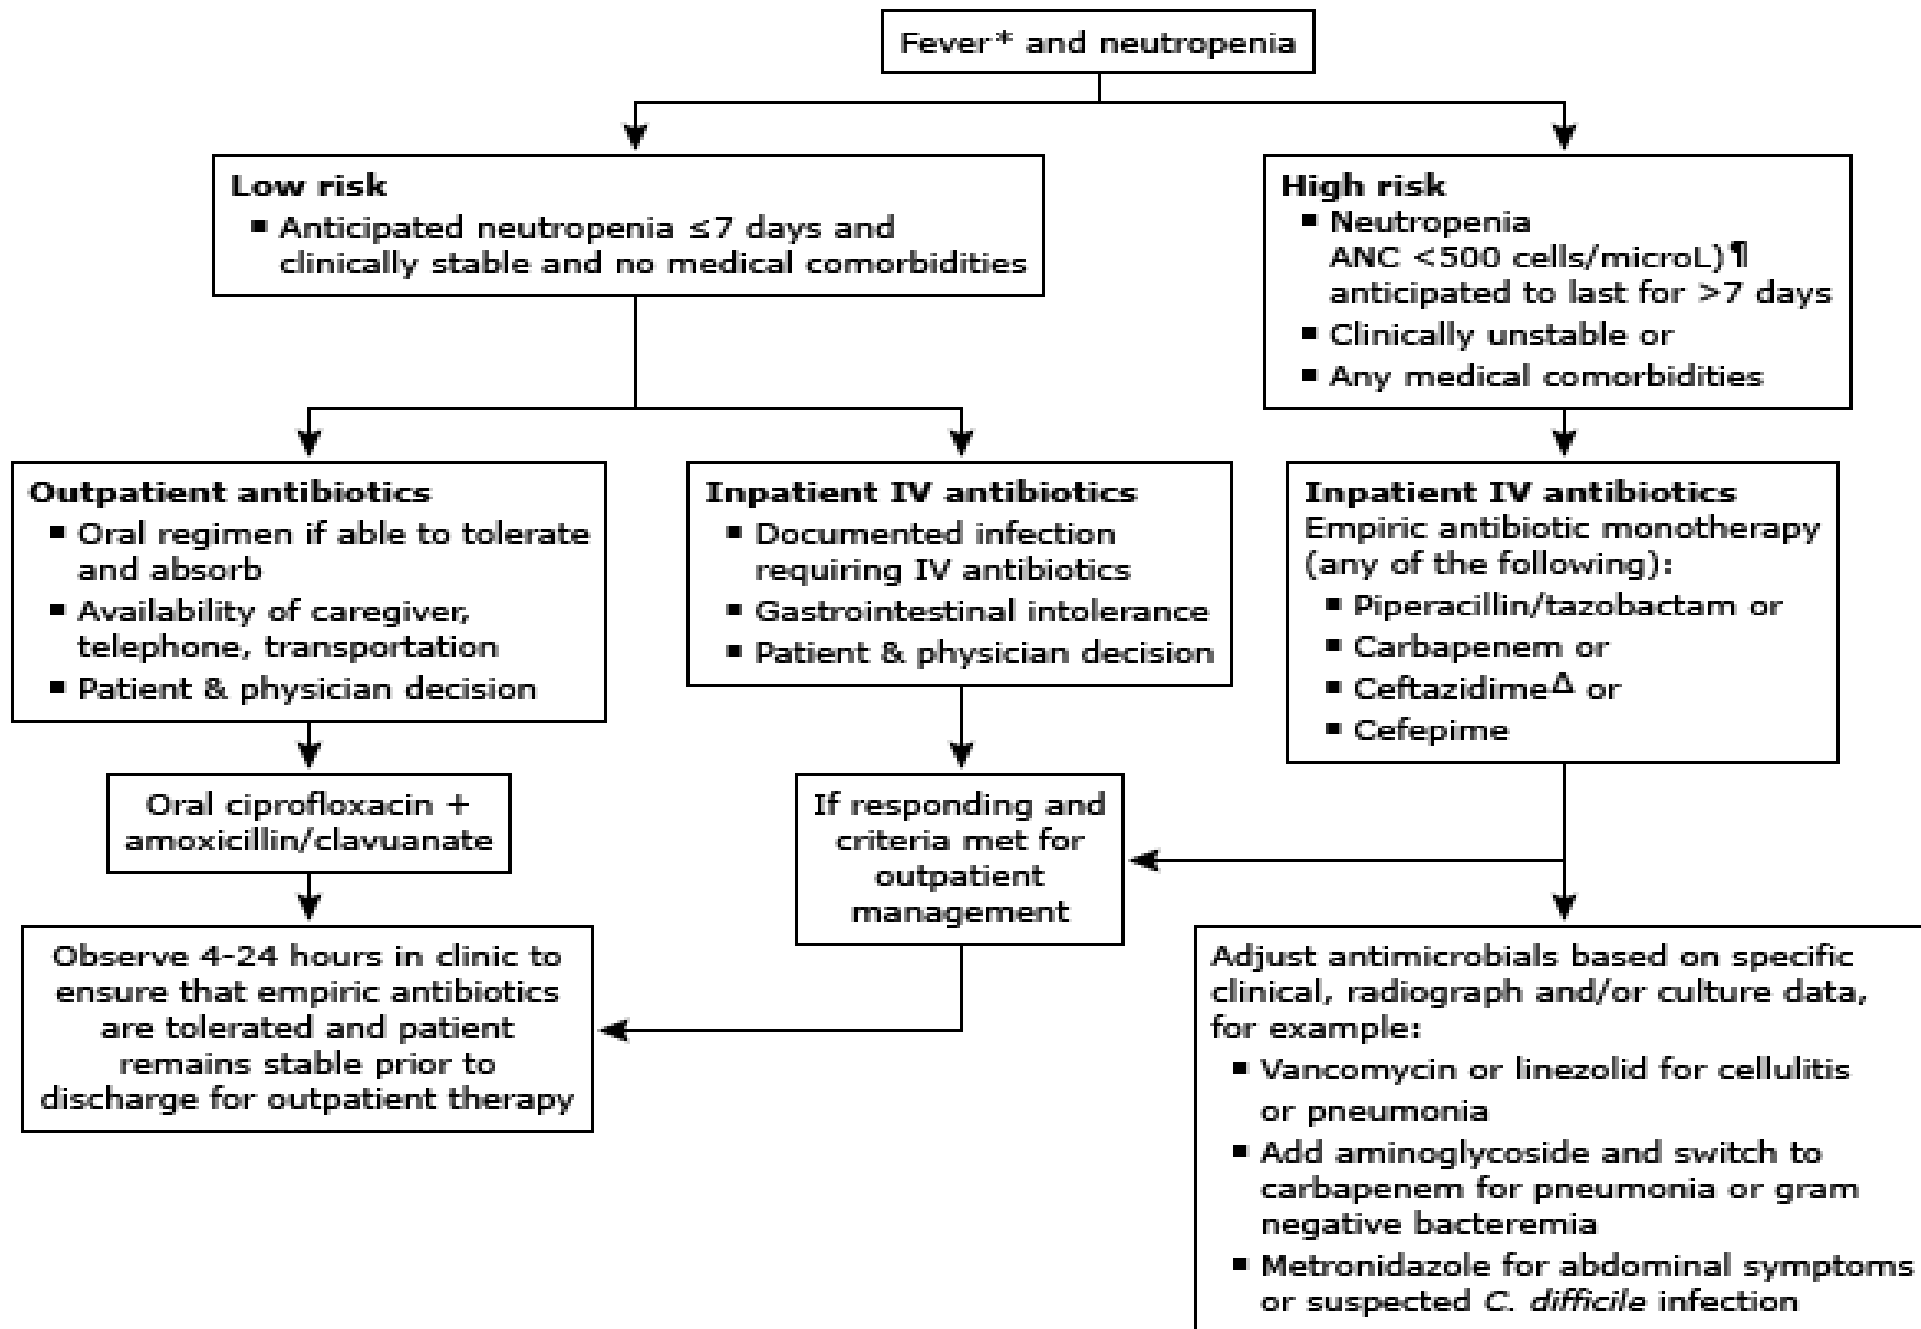 Fever* and neutropenia
Low risk
▪ Anticipated neutropenia ≤7 days and
clinically stable and no medical comorbidities
High risk
▪ Neutropenia
ANC <500 cells/microL)¶
anticipated to last for >7 days
▪ Clinically unstable or
▪ Any medical comorbidities
Outpatient antibiotics
▪ Oral regimen if able to tolerate
and absorb
▪ Availability of caregiver,
telephone, transportation
▪ Patient & physician decision
Inpatient IV antibiotics
▪ Documented infection
requiring IV antibiotics
▪ Gastrointestinal intolerance
▪ Patient & physician decision
Inpatient IV antibiotics
Empiric antibiotic monotherapy
(any of the following):
▪ Piperacillin/tazobactam or
▪ Carbapenem or
▪ CeftazidimeΔ or
▪ Cefepime
Oral ciprofloxacin +
amoxicillin/clavuanate
If responding and
criteria met for
outpatient
management
Observe 4-24 hours in clinic to
ensure that empiric antibiotics
are tolerated and patient
remains stable prior to
discharge for outpatient therapy
Adjust antimicrobials based on specific
clinical, radiograph and/or culture data,
for example:
▪ Vancomycin or linezolid for cellulitis
or pneumonia
▪ Add aminoglycoside and switch to
carbapenem for pneumonia or gram
negative bacteremia
▪ Metronidazole for abdominal symptoms
or suspected C. difficile infection